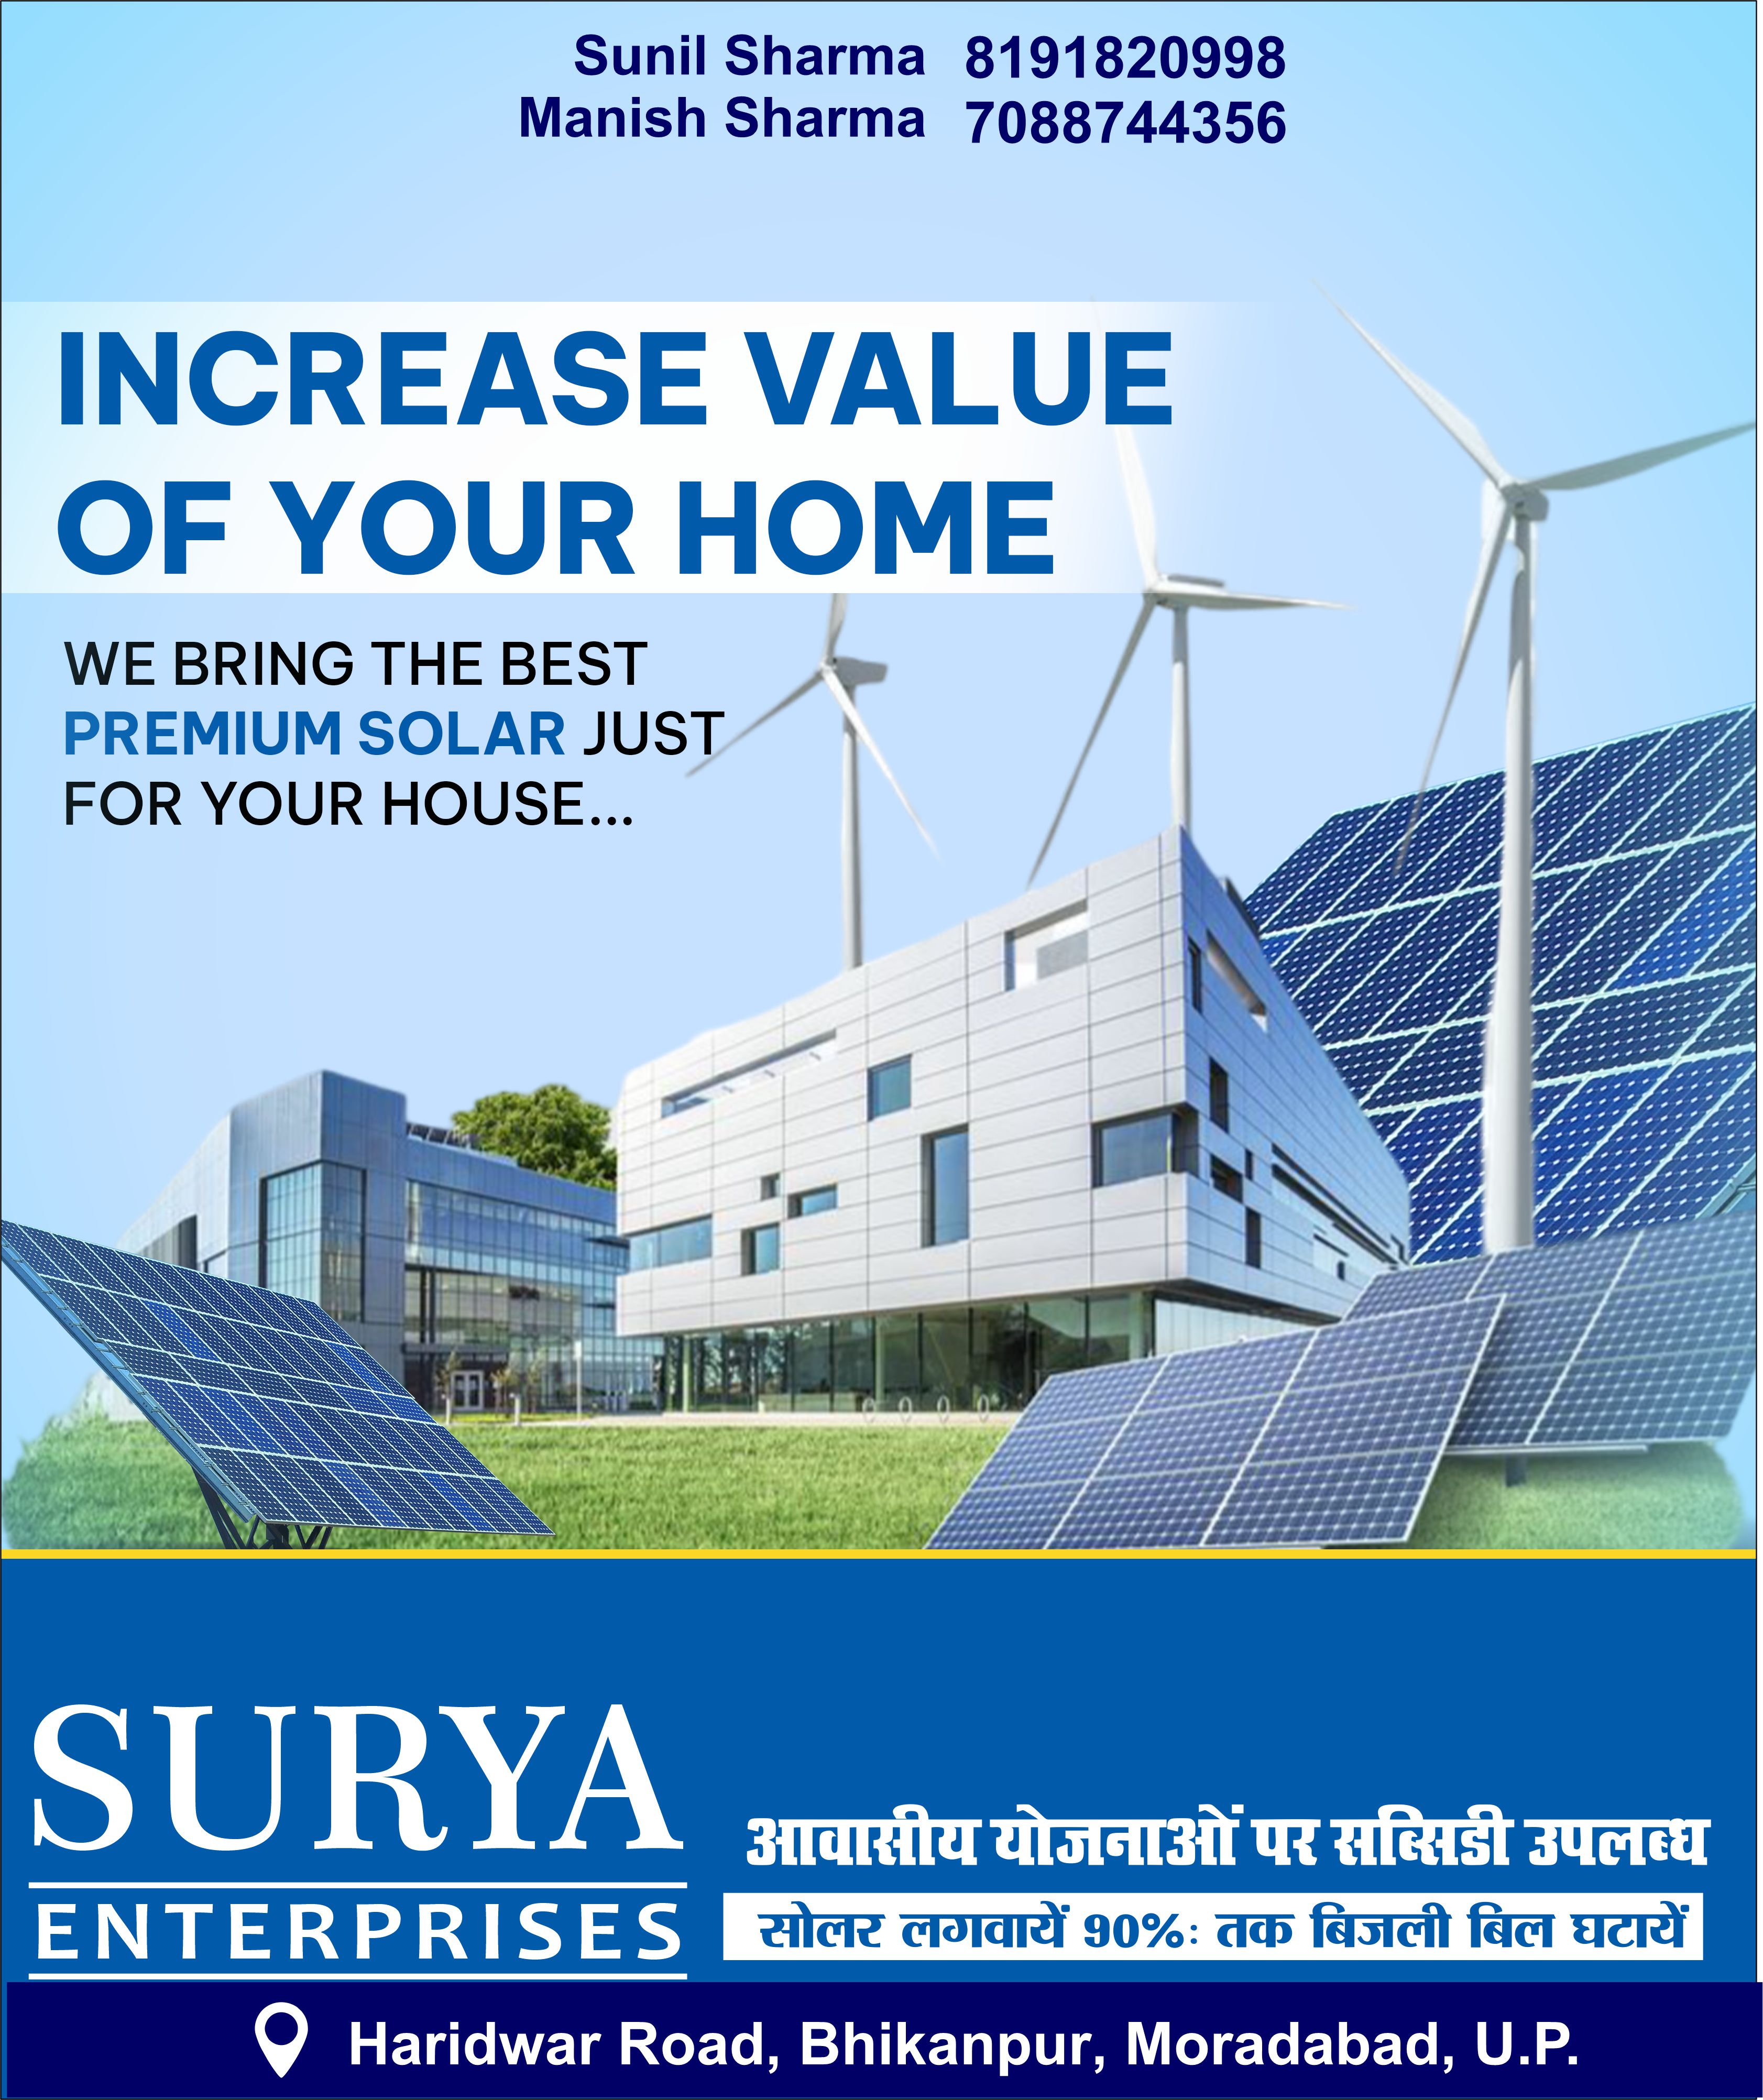 Sunil Sharma 8191820998
Manish Sharma 7088744356
INCREASE VALUE
OF YOUR HOME
WE BRING THE BEST
PREMIUM SOLAR JUST
FOR YOUR HOUSE...
SURYA
ENTERPRISES
आवासीय योजनाओं पर सब्सिडी उपलब्ध
सोलर लगवायें 90%: तक बिजली बिल घटायें
Haridwar Road, Bhikanpur, Moradabad, U.P.